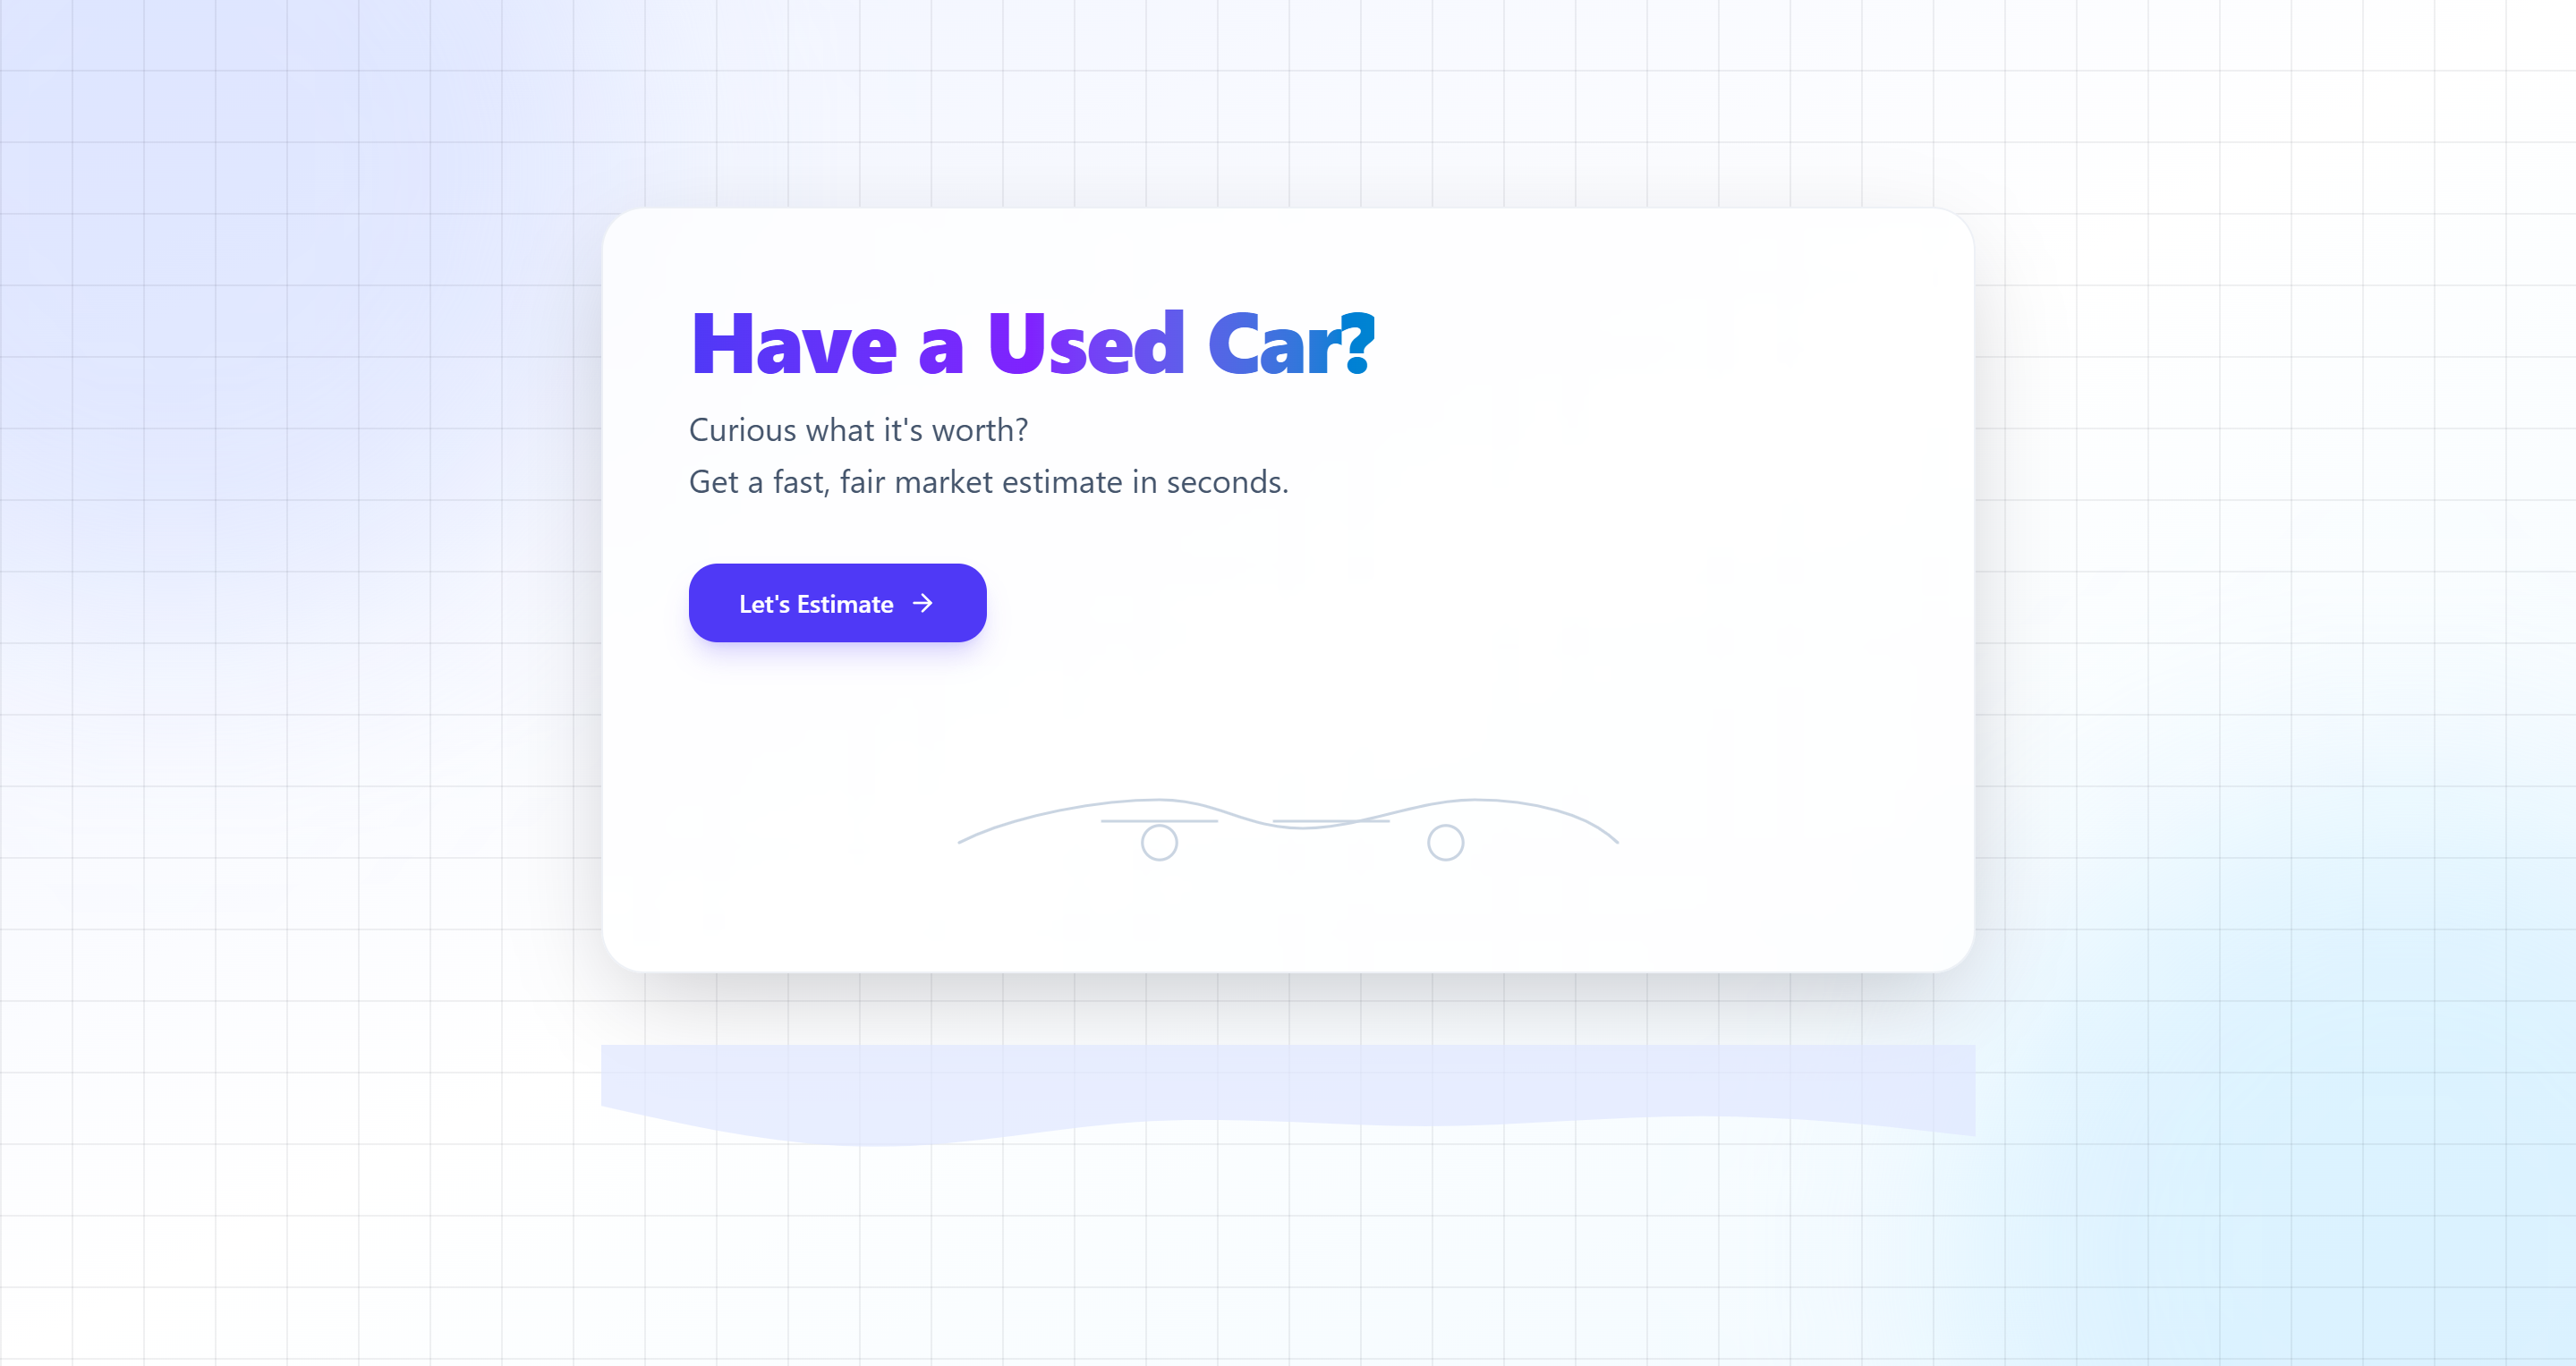 Have a Used Car?
Curious what it's worth?
Get a fast, fair market estimate in seconds.
Let's Estimate →